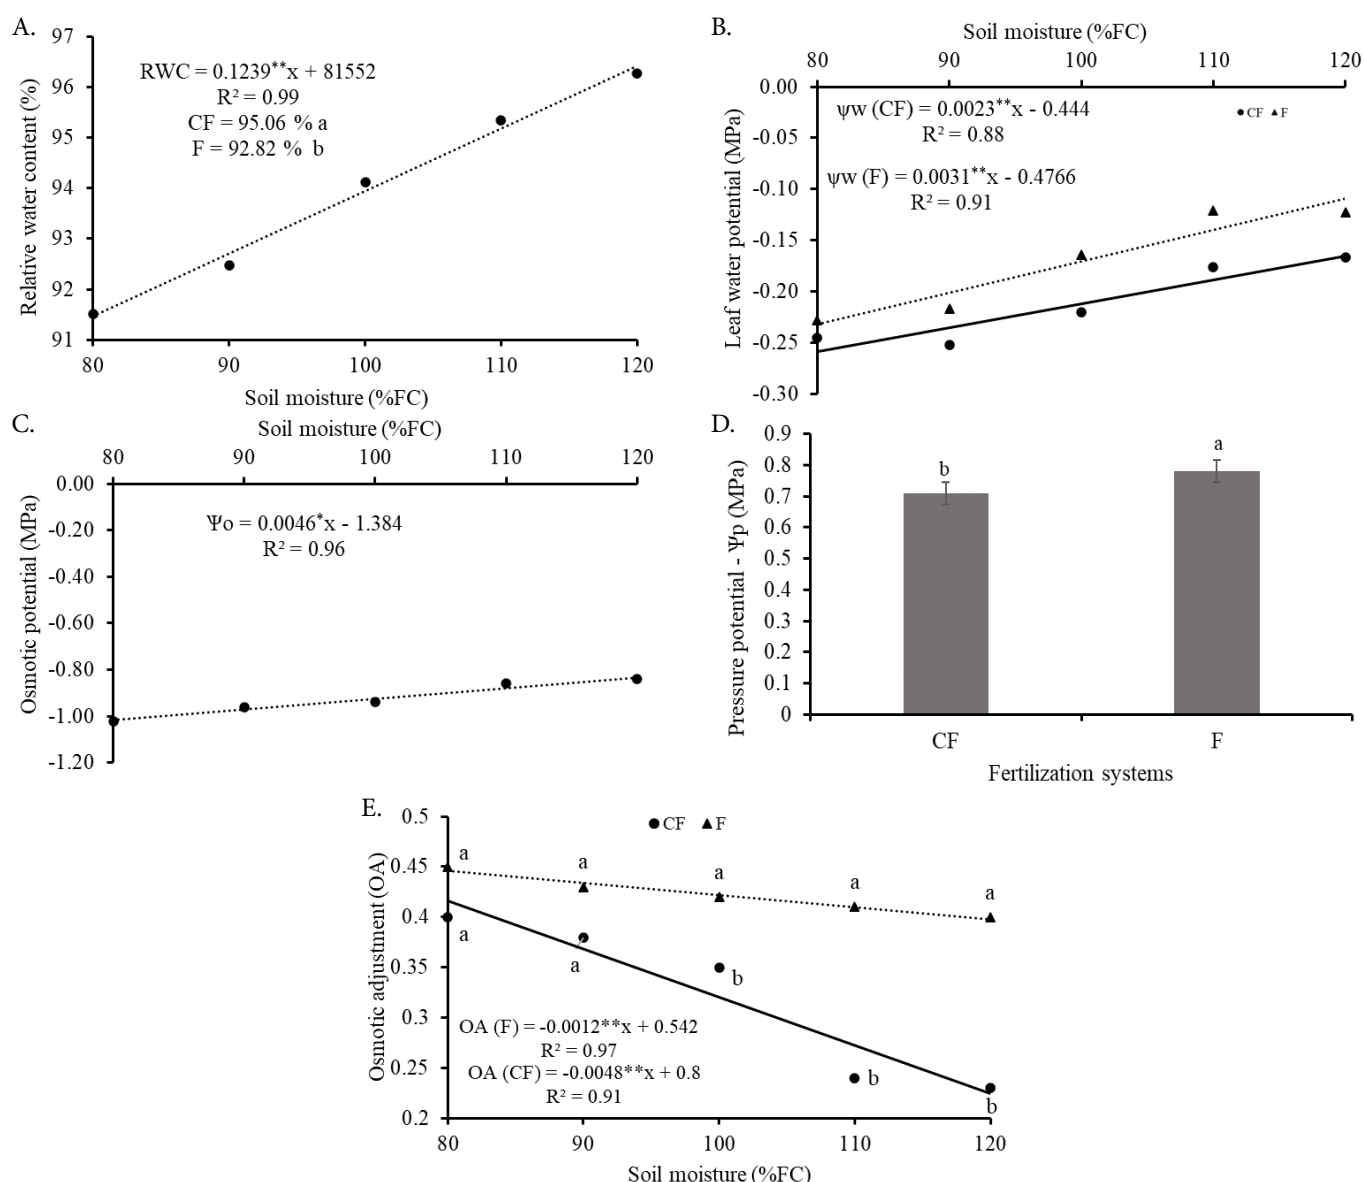 A.
97
96
95
94
93
92
91
Relative water content (%)
RWC = 0.1239**x + 81552
R² = 0.99
CF = 95.06 % a
F = 92.82 % b
80 90 100 110 120
Soil moisture (%FC)
B.
Soil moisture (%FC)
80 90 100 110 120
0.00
-0.05
-0.10
-0.15
-0.20
-0.25
-0.30
Leaf water potential (MPa)
ψw (CF) = 0.0023**x - 0.444
R² = 0.88
ψw (F) = 0.0031**x - 0.4766
R² = 0.91
CF F
C.
Soil moisture (%FC)
80 90 100 110 120
0.00
-0.20
-0.40
-0.60
-0.80
-1.00
-1.20
Osmotic potential (MPa)
Ψo = 0.0046*x - 1.384
R² = 0.96
D.
0.9
0.8
0.7
0.6
0.5
0.4
0.3
0.2
0.1
0
Pressure potential - Ψp (MPa)
b a
CF F
Fertilization systems
E.
0.5
0.45
0.4
0.35
0.3
0.25
0.2
Osmotic adjustment (OA)
CF F
a a a a a
a a b b b
OA (F) = -0.0012**x + 0.542
R² = 0.97
OA (CF) = -0.0048**x + 0.8
R² = 0.91
80 90 100 110 120
Soil moisture (%FC)